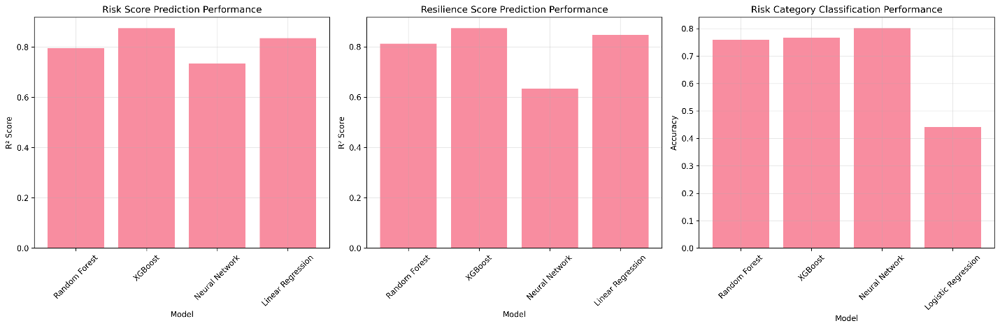 Risk Score Prediction Performance
R² Score
0.8
0.6
0.4
0.2
0.0
Random Forest
XGBoost
Neural Network
Linear Regression
Model
Resilience Score Prediction Performance
R² Score
0.8
0.6
0.4
0.2
0.0
Random Forest
XGBoost
Neural Network
Linear Regression
Model
Risk Category Classification Performance
Accuracy
0.8
0.7
0.6
0.5
0.4
0.3
0.2
0.1
0.0
Random Forest
XGBoost
Neural Network
Logistic Regression
Model